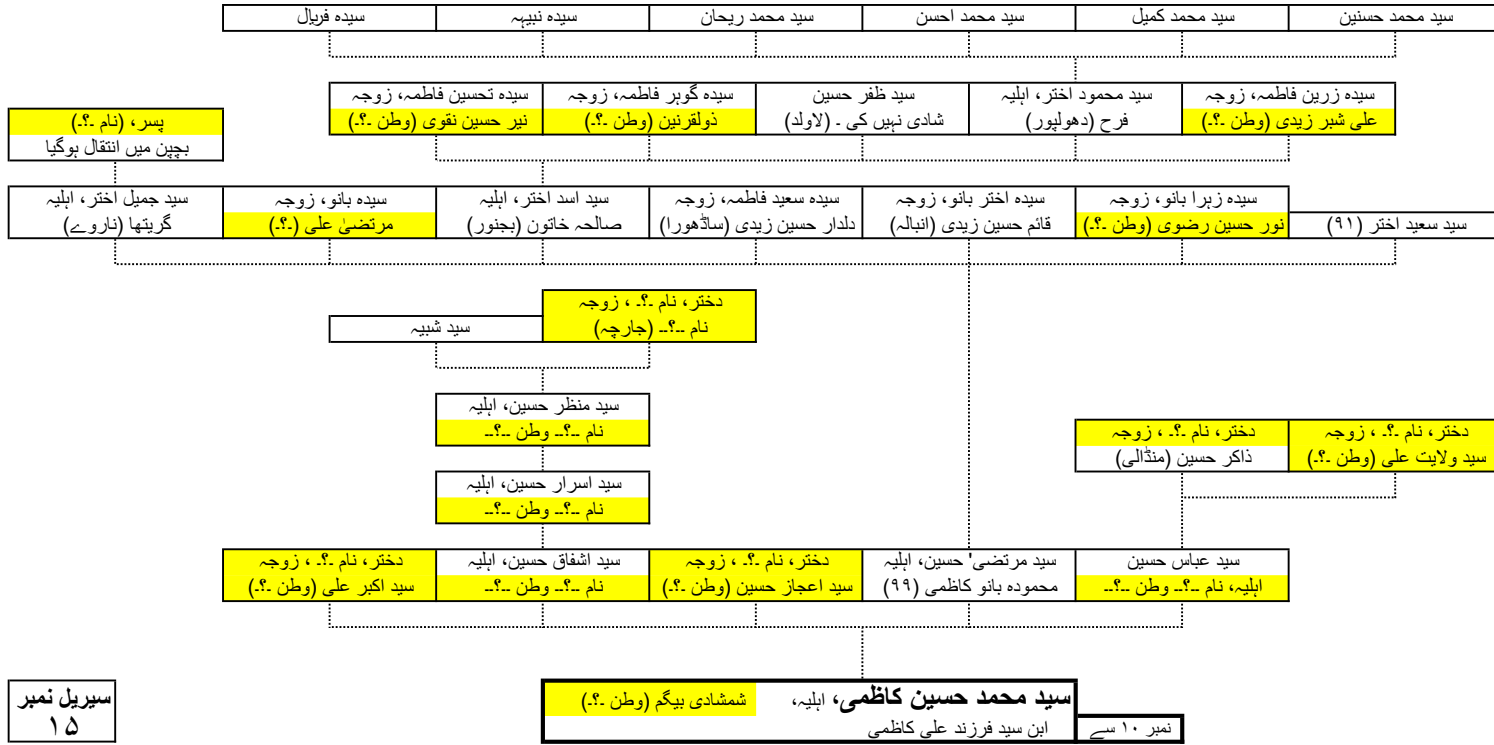 سید محمد حسنین
سید محمد کمیل
سید محمد احسن
سید محمد ریحان
سیدہ نبیہہ
سیدہ فریال
سیدہ زرین فاطمہ، زوجہ
علی شبر زیدی (وطن ۔؟۔)
سید محمود اختر، اہلیہ
فرح (دھولپور)
سید ظفر حسین
شادی نہیں کی ۔ (لاولد)
سیدہ گوہر فاطمہ، زوجہ
ذولقرنین (وطن ۔؟۔)
سیدہ تحسین فاطمہ، زوجہ
نیر حسین نقوی (وطن ۔؟۔)
پسر، (نام ۔؟۔)
بچپن میں انتقال ہوگیا
سید سعید اختر (۹۱)
سیدہ زہرا بانو، زوجہ
نور حسین رضوی (وطن ۔؟۔)
سیدہ اختر بانو، زوجہ
قائم حسین زیدی (انبالہ)
سیدہ سعید فاطمہ، زوجہ
دلدار حسین زیدی (ساڈھورا)
سید اسد اختر، اہلیہ
صالحہ خاتون (بجنور)
سیدہ بانو، زوجہ
مرتضیٰ علی (۔؟۔)
سید جمیل اختر، اہلیہ
گریتھا (ناروے)
دختر، نام ۔؟۔ ، زوجہ
نام ۔۔؟۔۔ (جارچہ)
سید شبیہ
سید منظر حسین، اہلیہ
نام ۔۔؟۔۔ وطن ۔۔؟۔۔
دختر، نام ۔؟۔ ، زوجہ
سید ولایت علی (وطن ۔؟۔)
دختر، نام ۔؟۔ ، زوجہ
ذاکر حسین (منڈالی)
سید اسرار حسین، اہلیہ
نام ۔۔؟۔۔ وطن ۔۔؟۔۔
سید عباس حسین
اہلیہ، نام ۔۔؟۔۔ وطن ۔۔؟۔۔
سید مرتضی' حسین، اہلیہ
محمودہ بانو کاظمی (۹۹)
دختر، نام ۔؟۔ ، زوجہ
سید اعجاز حسین (وطن ۔؟۔)
سید اشفاق حسین، اہلیہ
نام ۔۔؟۔۔ وطن ۔۔؟۔۔
دختر، نام ۔؟۔ ، زوجہ
سید اکبر علی (وطن ۔؟۔)
سید محمد حسین کاظمی، اہلیہ، شمشادی بیگم (وطن ۔؟۔)
نمبر ۱۰ سے
ابن سید فرزند علی کاظمی
سیریل نمبر
۱۵